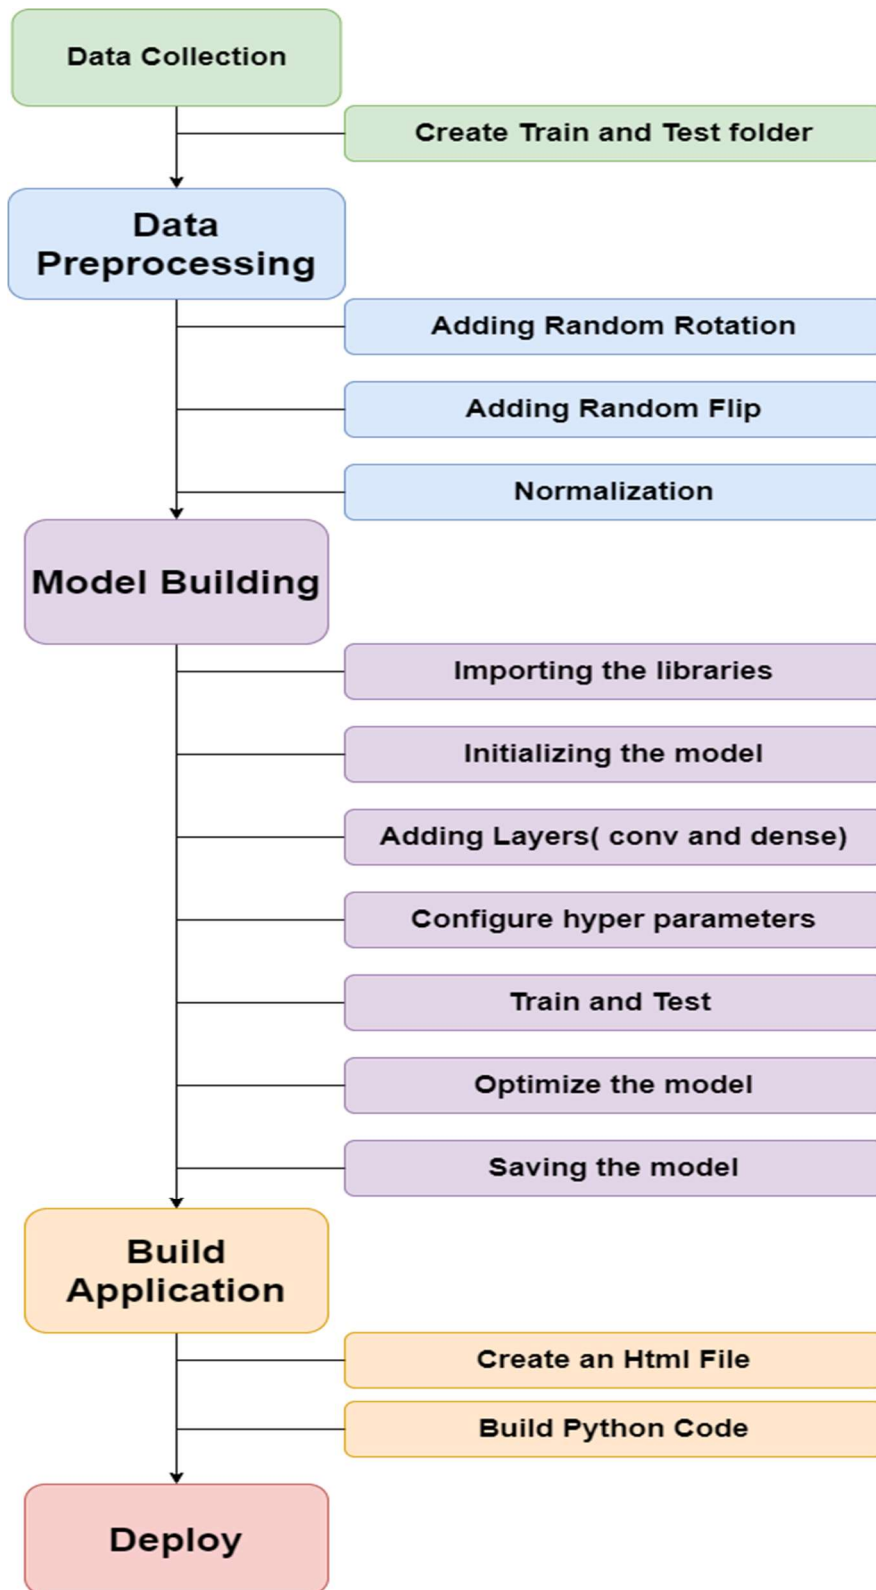 Data Collection
Create Train and Test folder
Data
Preprocessing
Adding Random Rotation
Adding Random Flip
Normalization
Model Building
Importing the libraries
Initializing the model
Adding Layers( conv and dense)
Configure hyper parameters
Train and Test
Optimize the model
Saving the model
Build
Application
Create an Html File
Build Python Code
Deploy